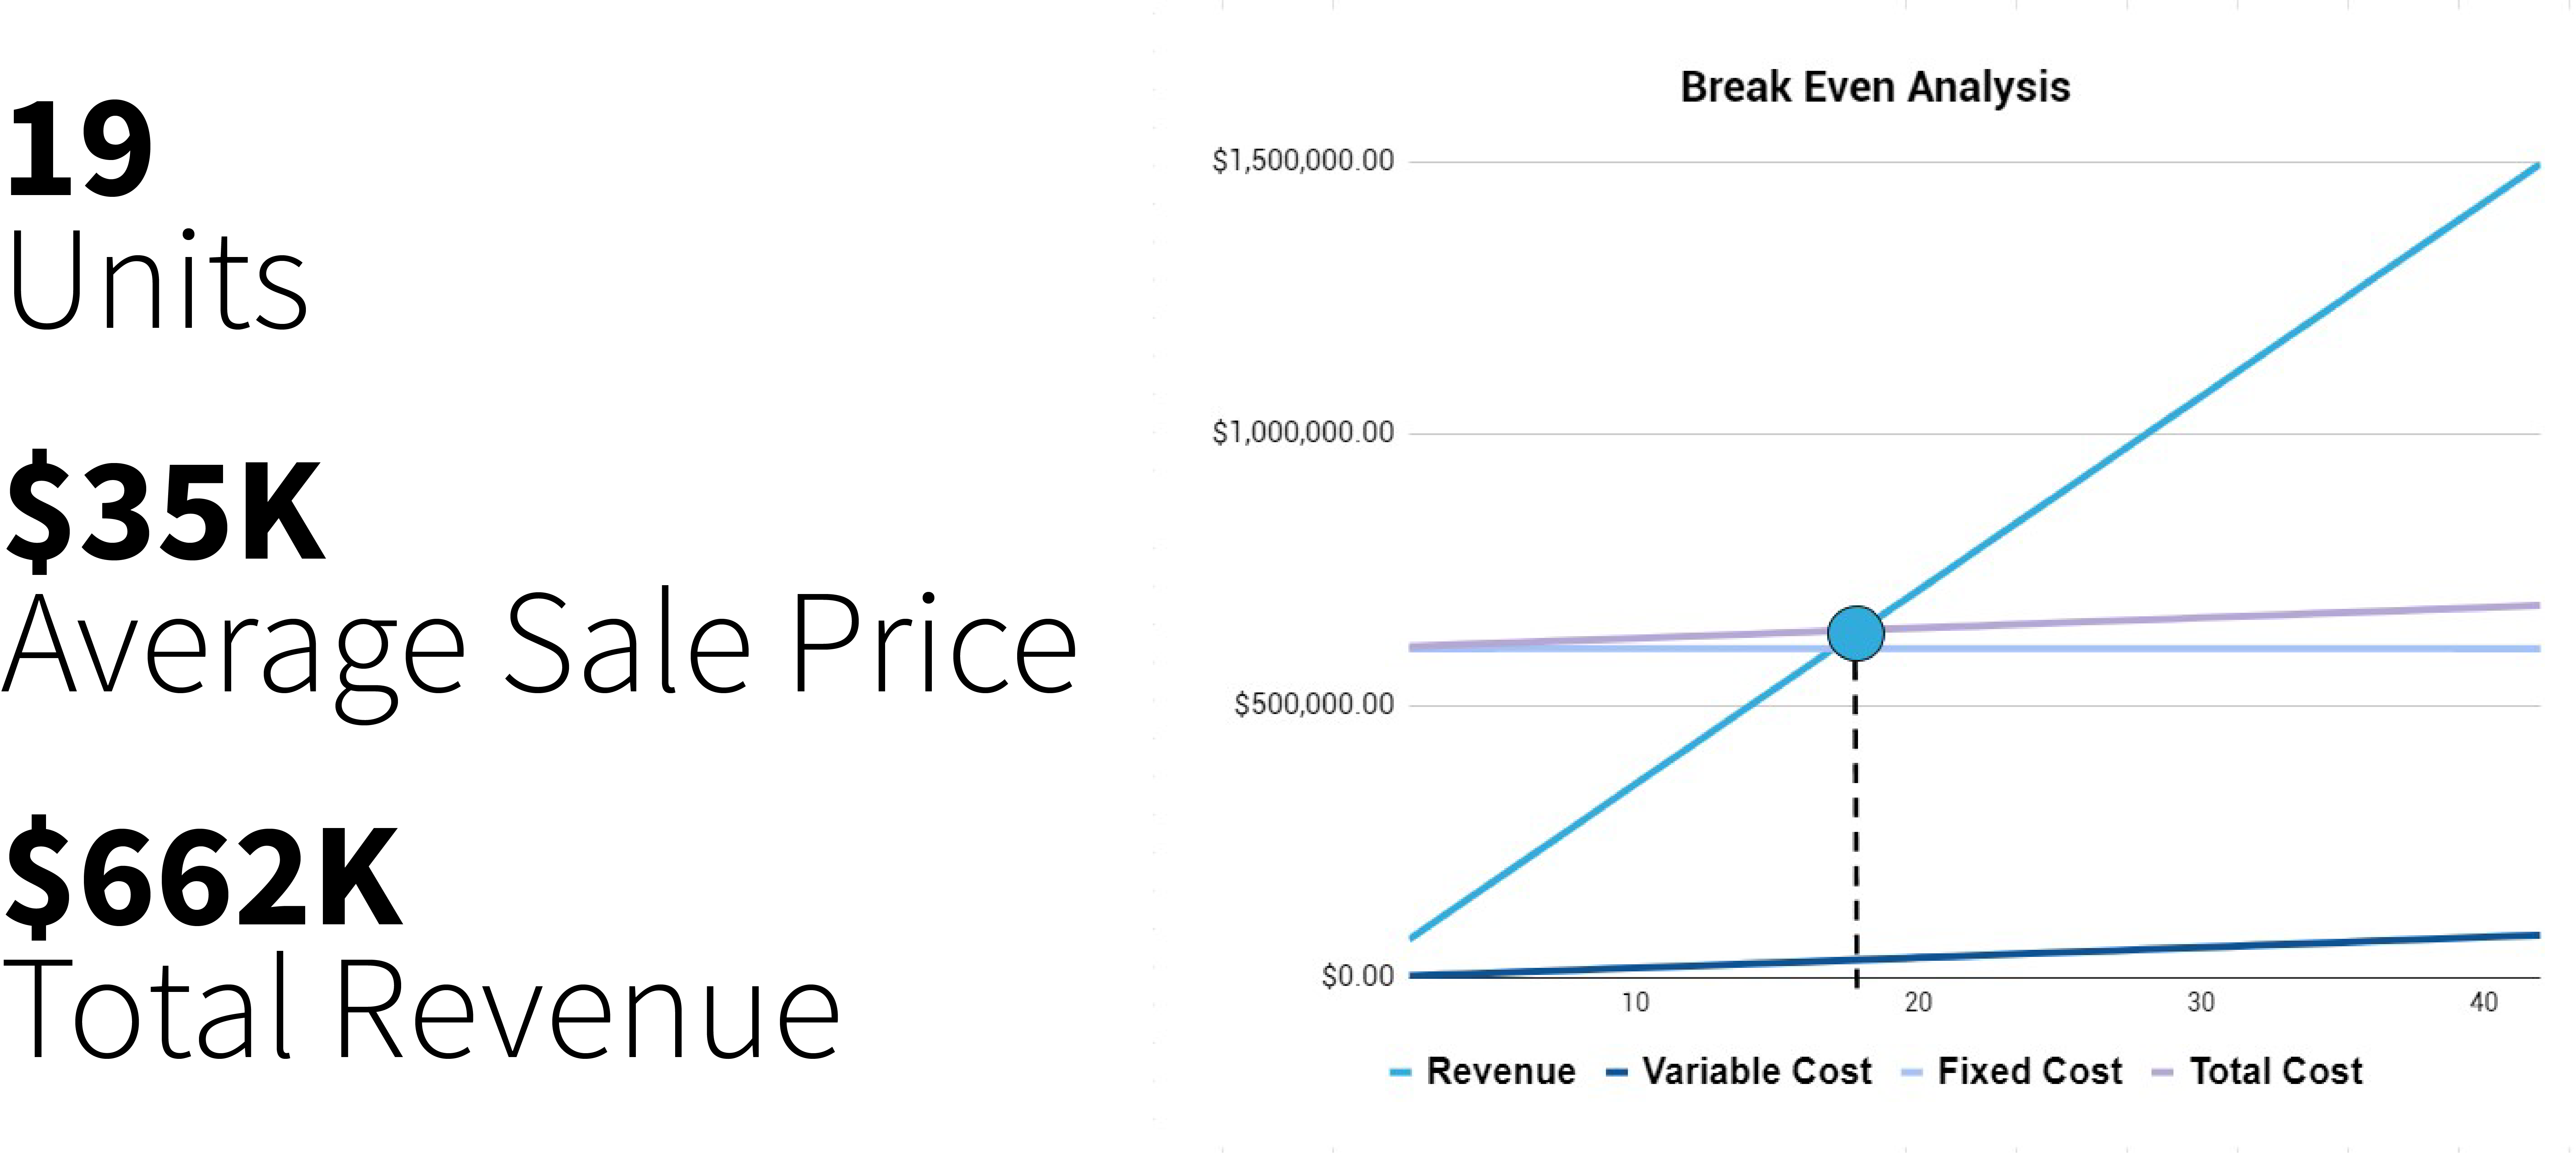 19
Units
$35K
Average Sale Price
$662K
Total Revenue
Break Even Analysis
$1,500,000.00
$1,000,000.00
$500,000.00
$0.00
10 20 30 40
Revenue Variable Cost Fixed Cost Total Cost